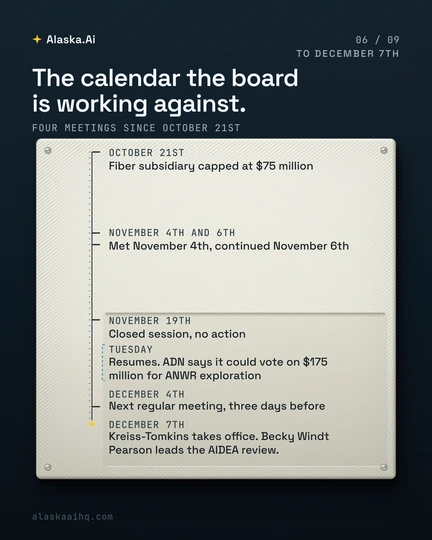 Alaska.Ai
06 / 09
TO DECEMBER 7TH
The calendar the board
is working against.
FOUR MEETINGS SINCE OCTOBER 21ST
OCTOBER 21ST
Fiber subsidiary capped at $75 million
NOVEMBER 4TH AND 6TH
Met November 4th, continued November 6th
NOVEMBER 19TH
Closed session, no action
TUESDAY
Resumes. ADN says it could vote on $175
million for ANWR exploration
DECEMBER 4TH
Next regular meeting, three days before
DECEMBER 7TH
Kreiss-Tomkins takes office. Becky Windt
Pearson leads the AIDEA review.
alaskaaihq.com